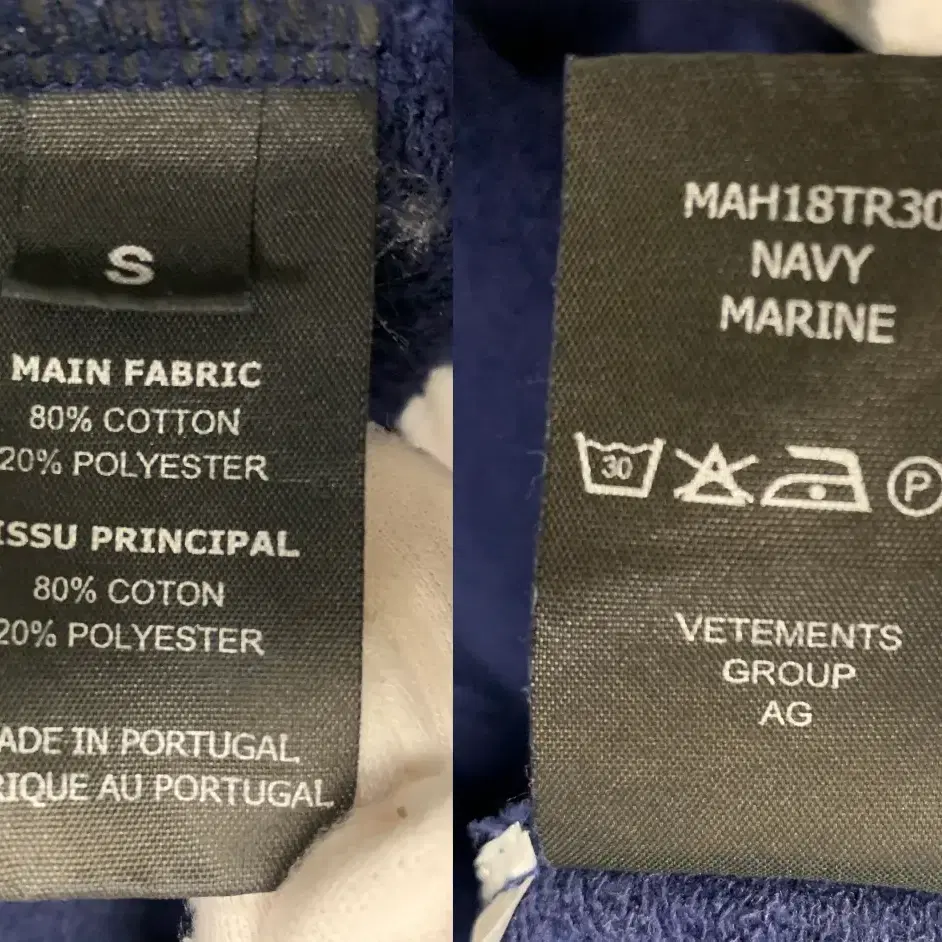 S
MAIN FABRIC
80% COTTON
20% POLYESTER
ISSU PRINCIPAL
80% COTON
20% POLYESTER
ADE IN PORTUGAL
RIQUE AU PORTUGAL
MAH18TR30
NAVY
MARINE
30
P
VETEMENTS
GROUP
AG